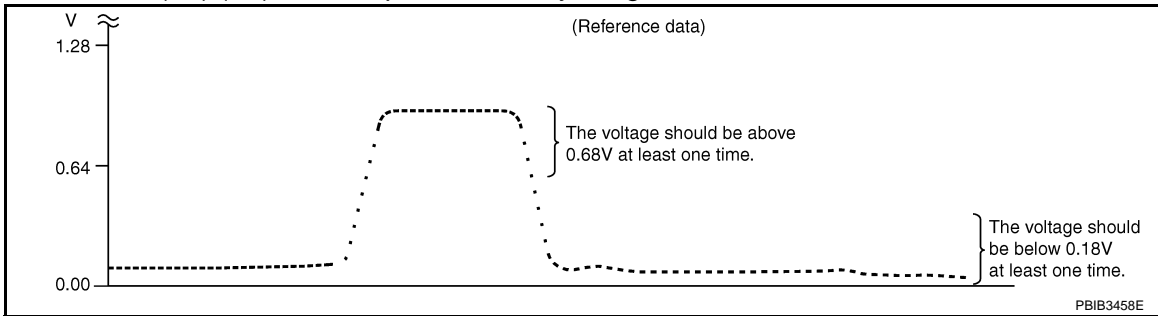 V
(Reference data)
1.28
The voltage should be above
0.68V at least one time.
0.64
The voltage should
be below 0.18V
at least one time.
0.00
PBIB3458E